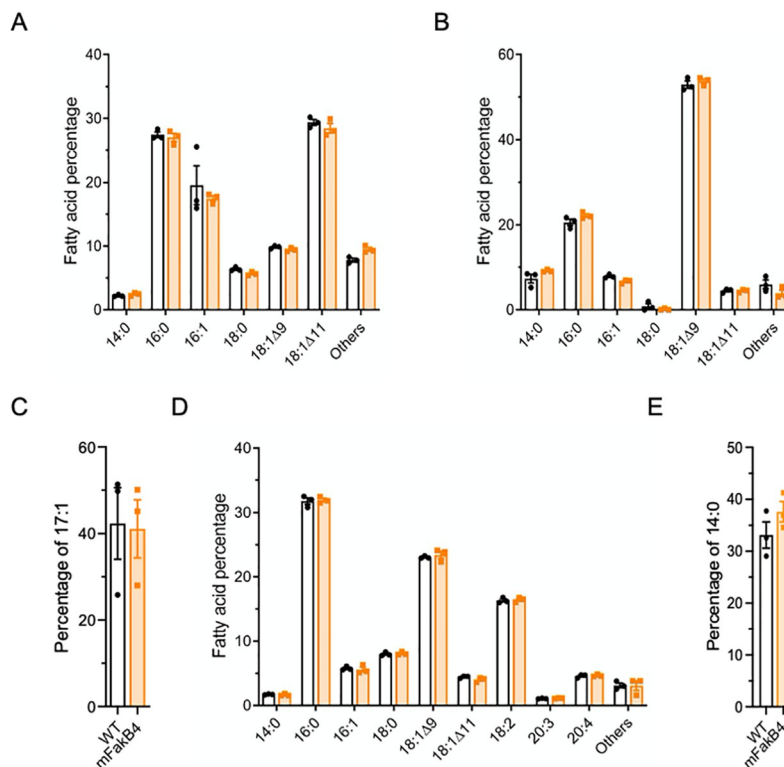 A
Fatty acid percentage
40
30
20
10
0
14:0
16:0
16:1
18:0
18:1Δ9
18:1Δ11
Others
B
Fatty acid percentage
60
40
20
0
14:0
16:0
16:1
18:0
18:1Δ9
18:1Δ11
Others
C
Percentage of 17:1
60
40
20
0
WT
mFakB4
D
Fatty acid percentage
40
30
20
10
0
14:0
16:0
16:1
18:0
18:1Δ9
18:1Δ11
18:2
20:3
20:4
Others
E
Percentage of 14:0
50
40
30
20
10
0
WT
mFakB4